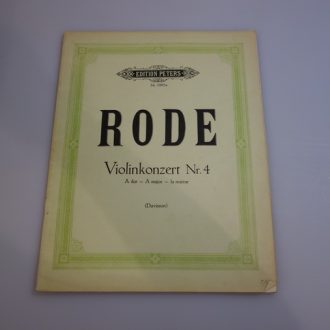 EDITION PETERS
RODE
Violinkonzert Nr. 4
A dur — A major — la majeur
(Davisson)